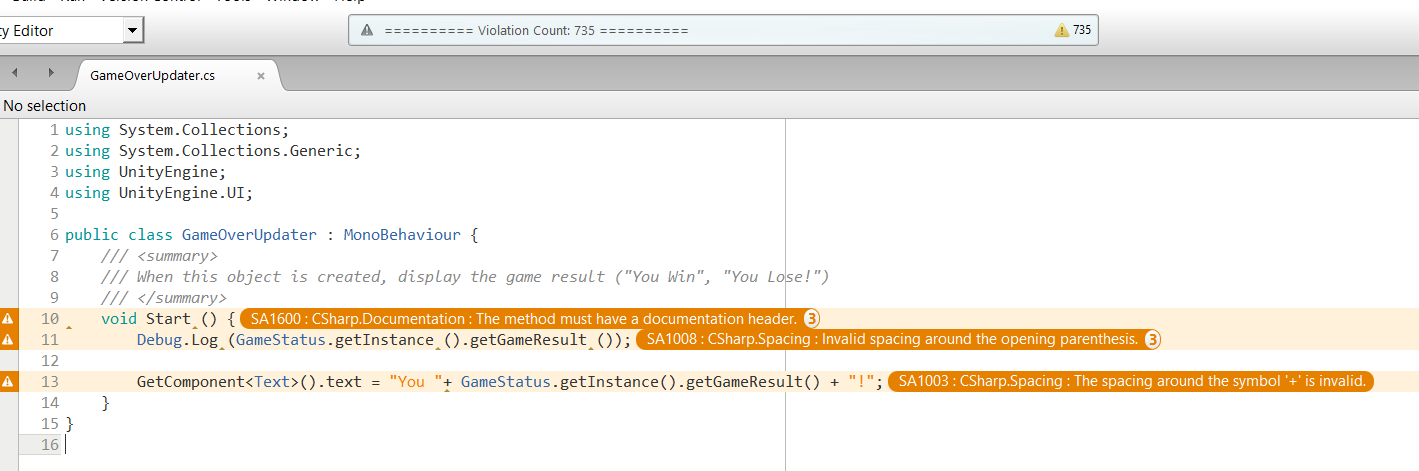 ty Editor
========== Violation Count: 735 ==========
735
GameOverUpdater.cs ×
No selection
1 using System.Collections;
2 using System.Collections.Generic;
3 using UnityEngine;
4 using UnityEngine.UI;
5
6 public class GameOverUpdater : MonoBehaviour {
7 /// <summary>
8 /// When this object is created, display the game result ("You Win", "You Lose!")
9 /// </summary>
10 void Start () { SA1600 : CSharp.Documentation : The method must have a documentation header. 3
11 Debug.Log (GameStatus.getInstance ().getGameResult ()); SA1008 : CSharp.Spacing : Invalid spacing around the opening parenthesis. 3
12
13 GetComponent<Text>().text = "You "+ GameStatus.getInstance().getGameResult() + "!"; SA1003 : CSharp.Spacing : The spacing around the symbol '+' is invalid.
14 }
15 }
16